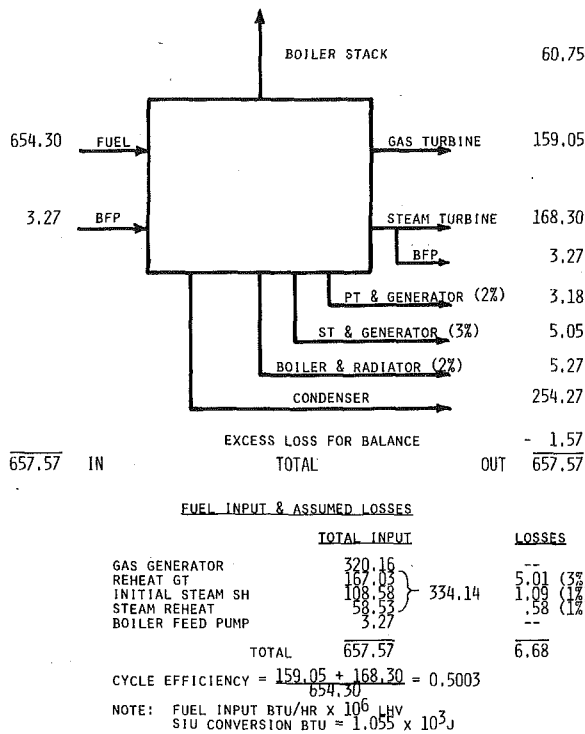 BOILER STACK 60.75
654.30 FUEL GAS TURBINE 159.05
3.27 BFP STEAM TURBINE 168.30
BFP 3.27
PT & GENERATOR (2%) 3.18
ST & GENERATOR (3%) 5.05
BOILER & RADIATOR (2%) 5.27
CONDENSER 254.27
EXCESS LOSS FOR BALANCE - 1.57
657.57 IN TOTAL OUT 657.57
FUEL INPUT & ASSUMED LOSSES
TOTAL INPUT LOSSES
GAS GENERATOR 320.16 --
REHEAT GT 167.03 5.01 (3%
INITIAL STEAM SH 108.58 334.14 1.09 (1%
STEAM REHEAT 58.53 .58 (1%
BOILER FEED PUMP 3.27 --
TOTAL 657.57 6.68
CYCLE EFFICIENCY = 159.05 + 168.30 / 654.30 = 0.5003
NOTE: FUEL INPUT BTU/HR X 10^6 LHV
SIU CONVERSION BTU = 1.055 x 10^3 J